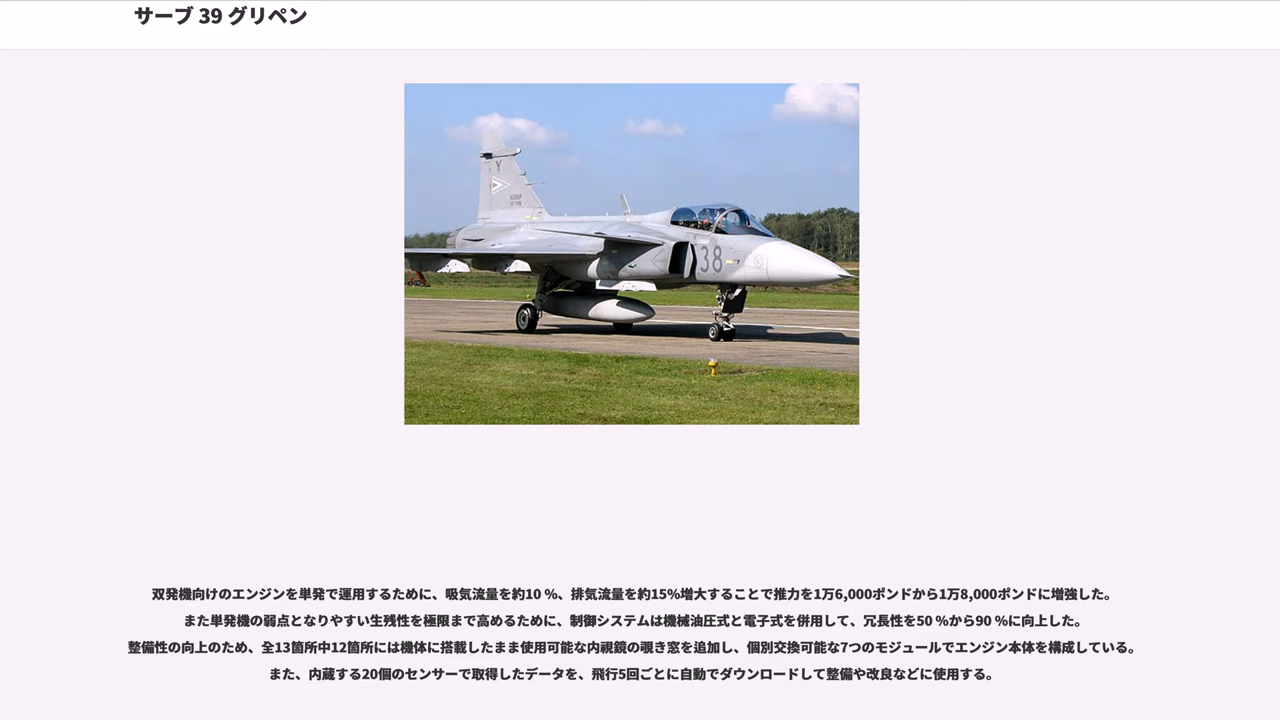 サーブ 39 グリペン
38
双発機向けのエンジンを単発で運用するために、吸気流量を約10 %、排気流量を約15%増大することで推力を1万6,000ポンドから1万8,000ポンドに増強した。
また単発機の弱点となりやすい生残性を極限まで高めるために、制御システムは機械油圧式と電子式を併用して、冗長性を50 %から90 %に向上した。
整備性の向上のため、全13箇所中12箇所には機体に搭載したまま使用可能な内視鏡の覗き窓を追加し、個別交換可能な7つのモジュールでエンジン本体を構成している。
また、内蔵する20個のセンサーで取得したデータを、飛行5回ごとに自動でダウンロードして整備や改良などに使用する。